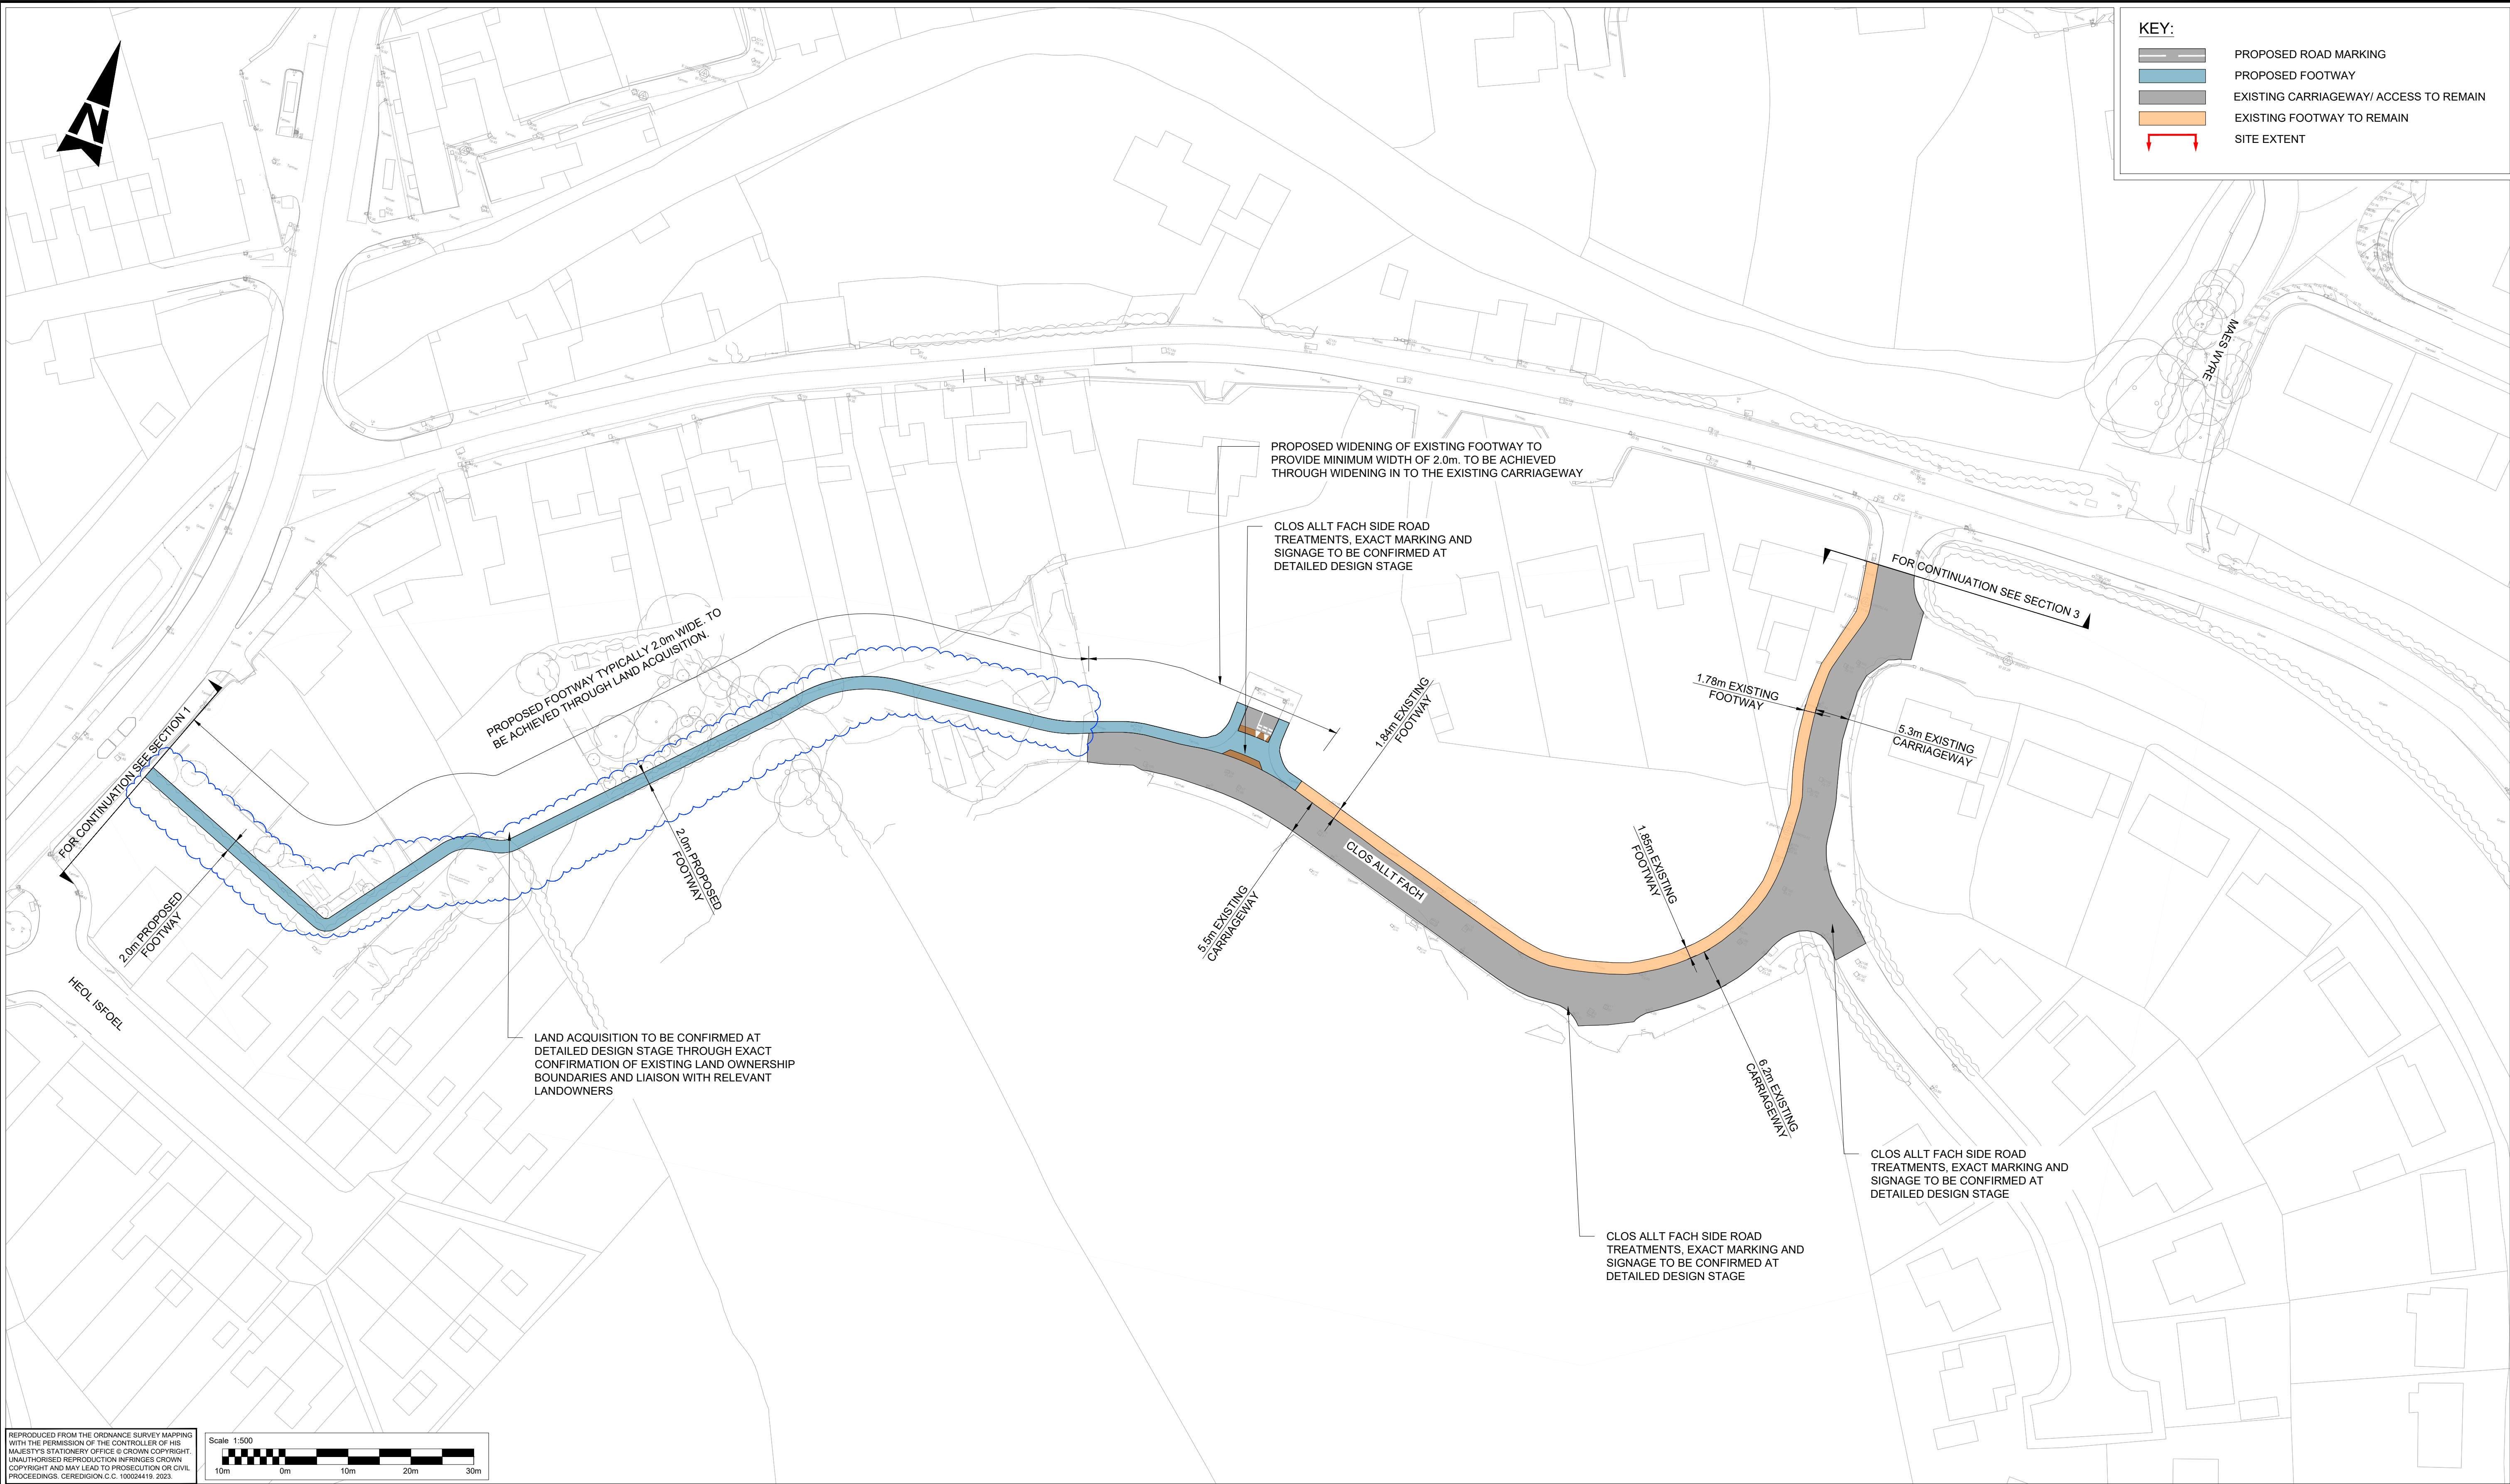 N
KEY:
PROPOSED ROAD MARKING
PROPOSED FOOTWAY
EXISTING CARRIAGEWAY/ ACCESS TO REMAIN
EXISTING FOOTWAY TO REMAIN
SITE EXTENT
MAES WYRE
PROPOSED WIDENING OF EXISTING FOOTWAY TO
PROVIDE MINIMUM WIDTH OF 2.0m. TO BE ACHIEVED
THROUGH WIDENING IN TO THE EXISTING CARRIAGEWAY
CLOS ALLT FACH SIDE ROAD
TREATMENTS, EXACT MARKING AND
SIGNAGE TO BE CONFIRMED AT
DETAILED DESIGN STAGE
FOR CONTINUATION SEE SECTION 3
PROPOSED FOOTWAY TYPICALLY 2.0m WIDE. TO
BE ACHIEVED THROUGH LAND ACQUISITION.
FOR CONTINUATION SEE SECTION 1
1.84m EXISTING
FOOTWAY
1.78m EXISTING
FOOTWAY
5.3m EXISTING
CARRIAGEWAY
2.0m PROPOSED
FOOTWAY
2.0m PROPOSED
FOOTWAY
CLOS ALLT FACH
1.85m EXISTING
FOOTWAY
5.5m EXISTING
CARRIAGEWAY
HEOL ISFOEL
LAND ACQUISITION TO BE CONFIRMED AT
DETAILED DESIGN STAGE THROUGH EXACT
CONFIRMATION OF EXISTING LAND OWNERSHIP
BOUNDARIES AND LIAISON WITH RELEVANT
LANDOWNERS
6.2m EXISTING
CARRIAGEWAY
CLOS ALLT FACH SIDE ROAD
TREATMENTS, EXACT MARKING AND
SIGNAGE TO BE CONFIRMED AT
DETAILED DESIGN STAGE
CLOS ALLT FACH SIDE ROAD
TREATMENTS, EXACT MARKING AND
SIGNAGE TO BE CONFIRMED AT
DETAILED DESIGN STAGE
REPRODUCED FROM THE ORDNANCE SURVEY MAPPING
WITH THE PERMISSION OF THE CONTROLLER OF HIS
MAJESTY'S STATIONERY OFFICE © CROWN COPYRIGHT.
UNAUTHORISED REPRODUCTION INFRINGES CROWN
COPYRIGHT AND MAY LEAD TO PROSECUTION OR CIVIL
PROCEEDINGS. CEREDIGION.C.C. 100024419. 2023.
Scale 1:500
10m 0m 10m 20m 30m